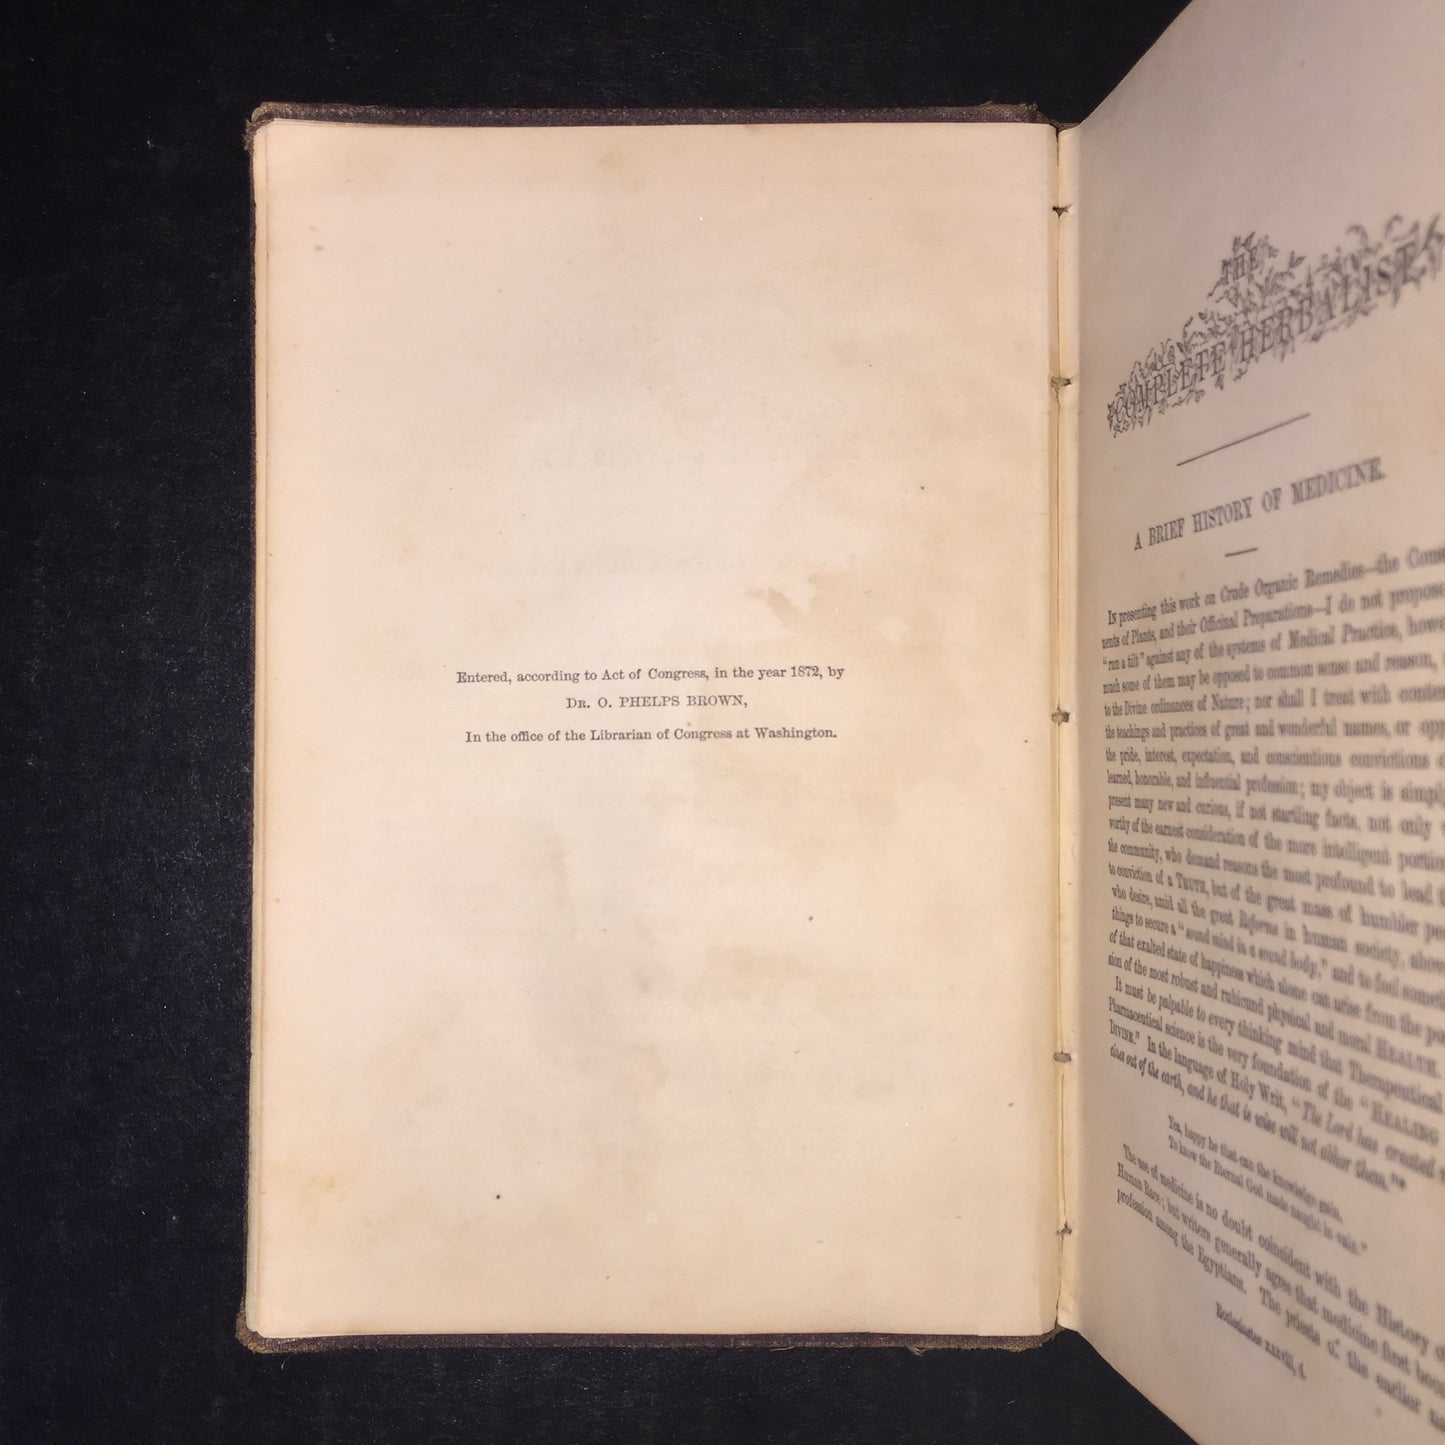 Entered, according to Act of Congress, in the year 1872, by
DR. O. PHELPS BROWN,
In the office of the Librarian of Congress at Washington.
THE
COMPLETE HERBALIST
A BRIEF HISTORY OF MEDICINE.
IN presenting this work on Crude Organic Remedies—the Const
nents of Plants, and their Officinal Preparations—I do not propose
"run a tilt" against any of the systems of Medical Practice, howe
much some of them may be opposed to common sense and reason,
to the Divine ordinances of Nature; nor shall I treat with conte
the teachings and practices of great and wonderful names, or opp
the pride, interest, expectation, and conscientious convictions
learned, honorable, and influential profession; my object is simply
present many new and curious, if not startling facts, not only
worthy of the earnest consideration of the more intelligent portio
the community, who demand reasons the most profound to lead
to conviction of a TRUTH, but of the great mass of humbler pe
who desire, amid all the great Reforms in human society, abov
things to secure a "sound mind in a sound body," and to feel someth
of that exalted state of happiness which alone can arise from the po
sion of the most robust and rubicund physical and moral HEALTH.
It must be palpable to every thinking mind that Therapeutical
Pharmaceutical science is the very foundation of the "HEALING
DIVINE." In the language of Holy Writ, "The Lord has created
cines out of the earth, and he that is wise will not abhor them."*
Yea, happy he that can the knowledge gain,
To know the Eternal God made naught in vain."
The use of medicine is no doubt coincident with the History of
Human Race; but writers generally agree that medicine first beca
profession among the Egyptians. The priests of the earlier na
Ecclesiastes xxxviii, 4.